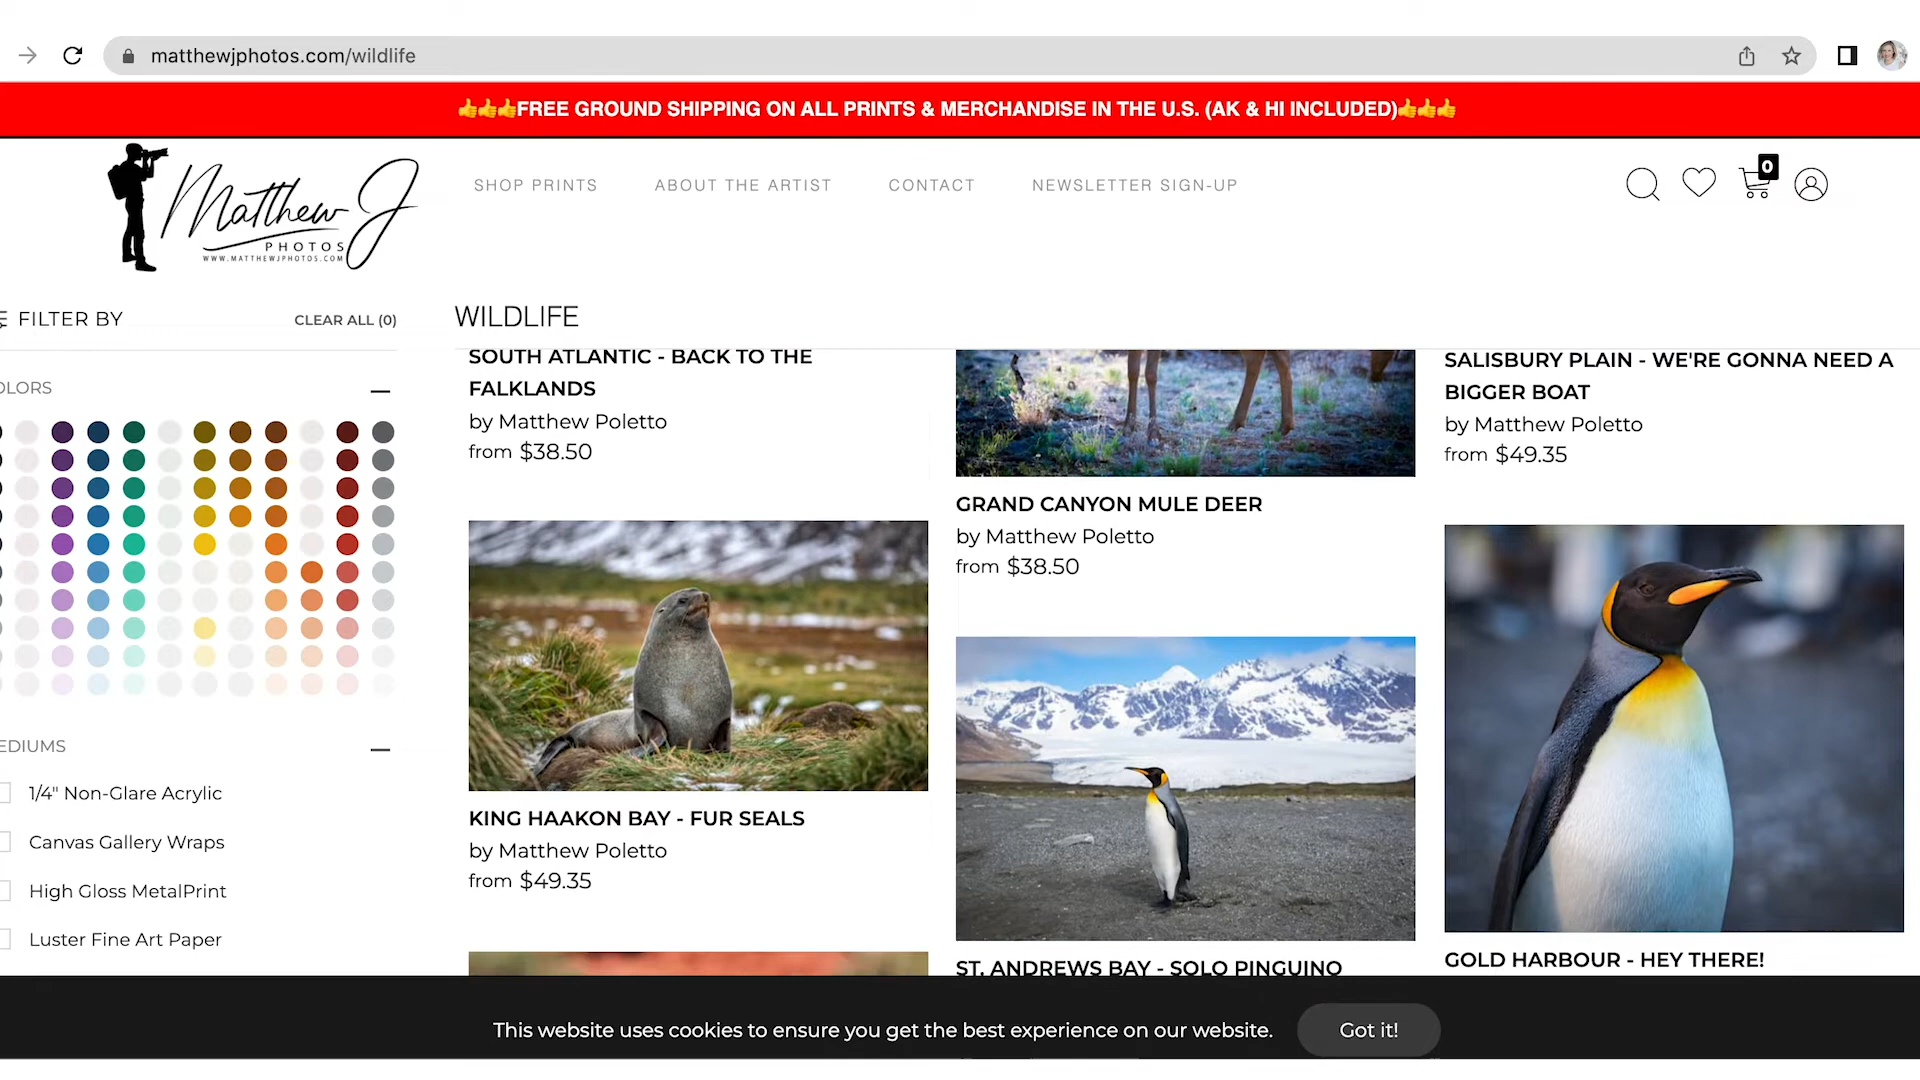 matthewjphotos.com/wildlife
👍👍👍FREE GROUND SHIPPING ON ALL PRINTS & MERCHANDISE IN THE U.S. (AK & HI INCLUDED)👍👍👍
Matthew J
PHOTOS
WWW.MATTHEWJPHOTOS.COM
SHOP PRINTS
ABOUT THE ARTIST
CONTACT
NEWSLETTER SIGN-UP
0
FILTER BY
CLEAR ALL (0)
OLORS
EDIUMS
1/4" Non-Glare Acrylic
Canvas Gallery Wraps
High Gloss MetalPrint
Luster Fine Art Paper
WILDLIFE
SOUTH ATLANTIC - BACK TO THE
FALKLANDS
by Matthew Poletto
from $38.50
KING HAAKON BAY - FUR SEALS
by Matthew Poletto
from $49.35
GRAND CANYON MULE DEER
by Matthew Poletto
from $38.50
ST. ANDREWS BAY - SOLO PINGUINO
SALISBURY PLAIN - WE'RE GONNA NEED A
BIGGER BOAT
by Matthew Poletto
from $49.35
GOLD HARBOUR - HEY THERE!
This website uses cookies to ensure you get the best experience on our website.
Got it!